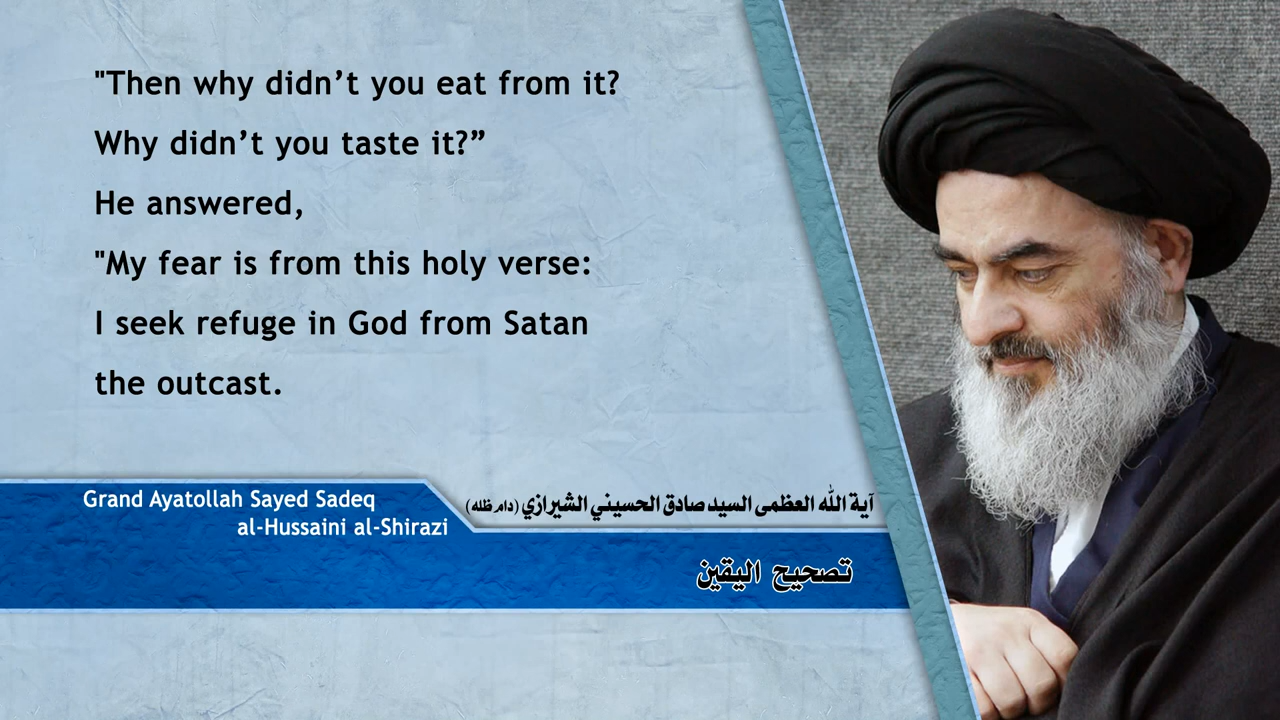 "Then why didn’t you eat from it?
Why didn’t you taste it?”
He answered,
"My fear is from this holy verse:
I seek refuge in God from Satan
the outcast.
Grand Ayatollah Sayed Sadeq
al-Hussaini al-Shirazi
آية الله العظمى السيد صادق الحسيني الشيرازي (دام ظله)
تصحيح اليقين